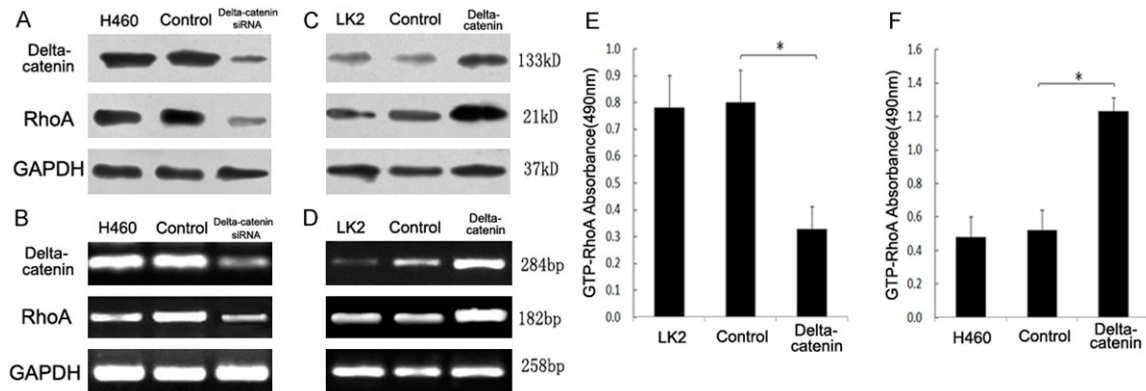 A
H460 Control Delta-catenin
siRNA
Delta-
catenin
RhoA
GAPDH
C
LK2 Control Delta-
catenin
133kD
21kD
37kD
B
H460 Control Delta-catenin
siRNA
Delta-
catenin
RhoA
GAPDH
D
LK2 Control Delta-
catenin
284bp
182bp
258bp
E
GTP-RhoA Absorbance(490nm)
1.0
0.9
0.8
0.7
0.6
0.5
0.4
0.3
0.2
0.1
0
*
LK2 Control Delta-
catenin
F
GTP-RhoA Absorbance(490nm)
1.6
1.4
1.2
1.0
0.8
0.6
0.4
0.2
0
*
H460 Control Delta-
catenin